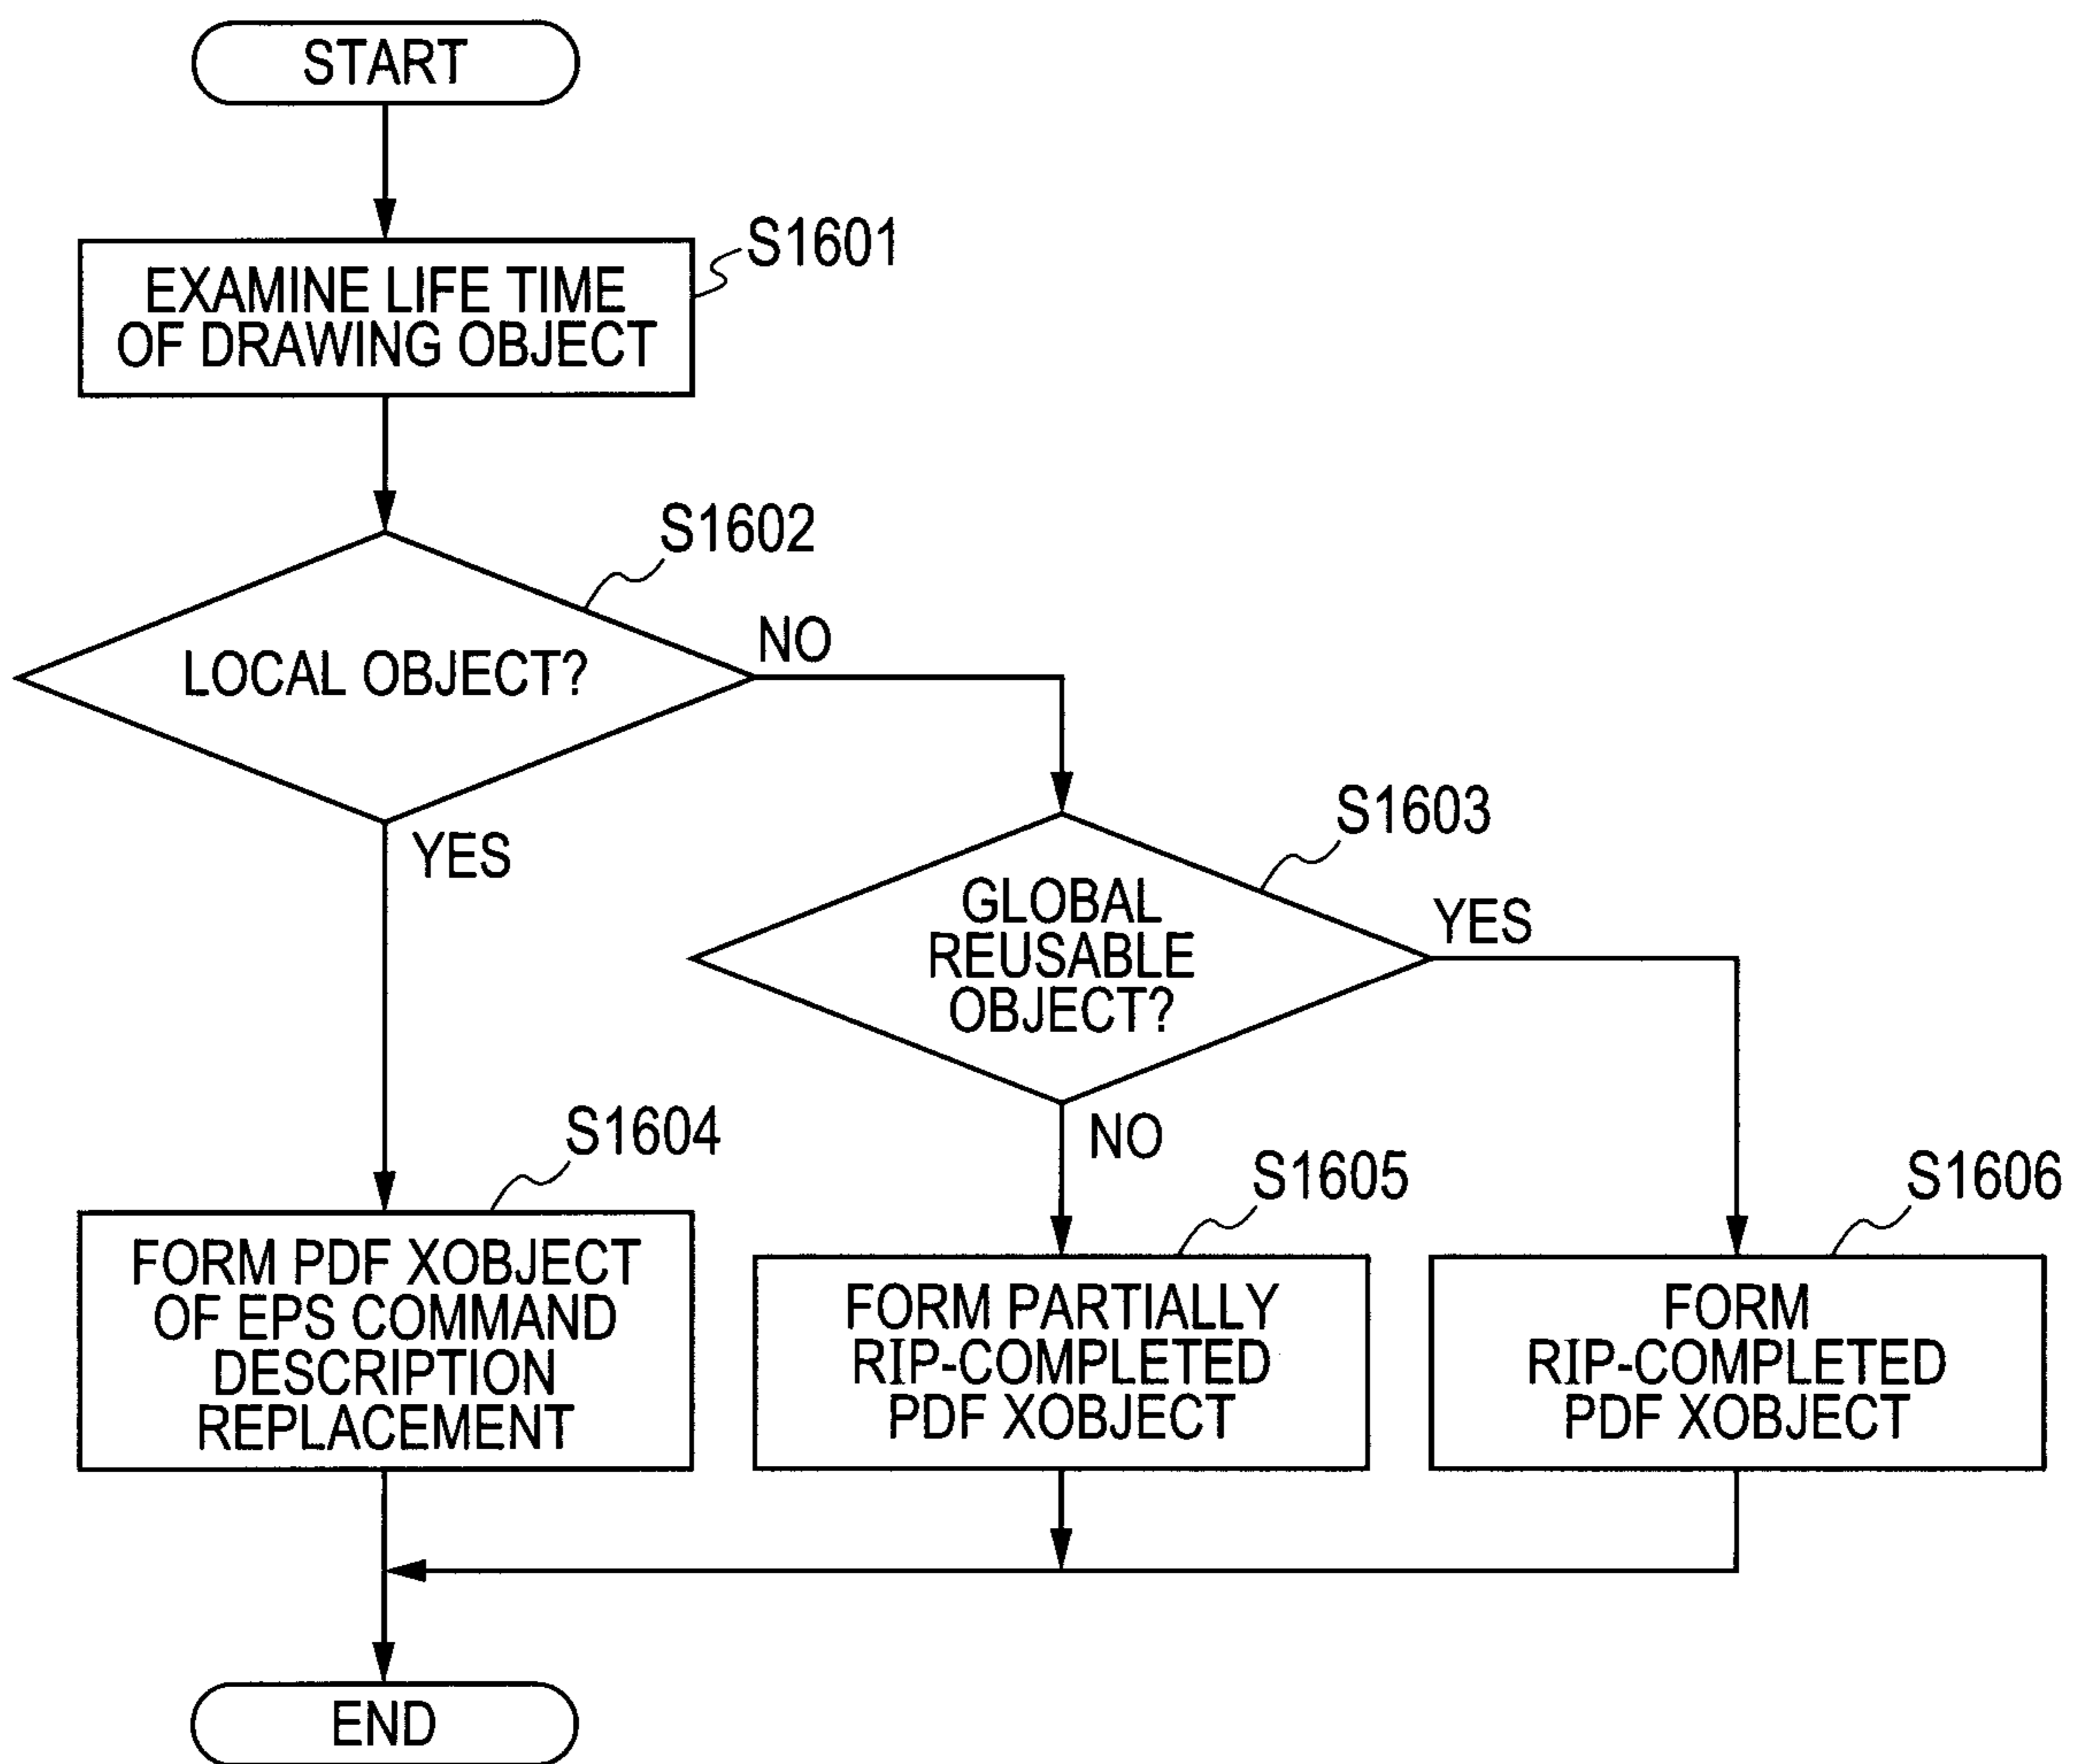 START
S1601
EXAMINE LIFE TIME
OF DRAWING OBJECT
S1602
LOCAL OBJECT?
NO
YES
S1603
GLOBAL
REUSABLE
OBJECT?
YES
NO
S1604
FORM PDF XOBJECT
OF EPS COMMAND
DESCRIPTION
REPLACEMENT
S1605
FORM PARTIALLY
RIP-COMPLETED
PDF XOBJECT
S1606
FORM
RIP-COMPLETED
PDF XOBJECT
END